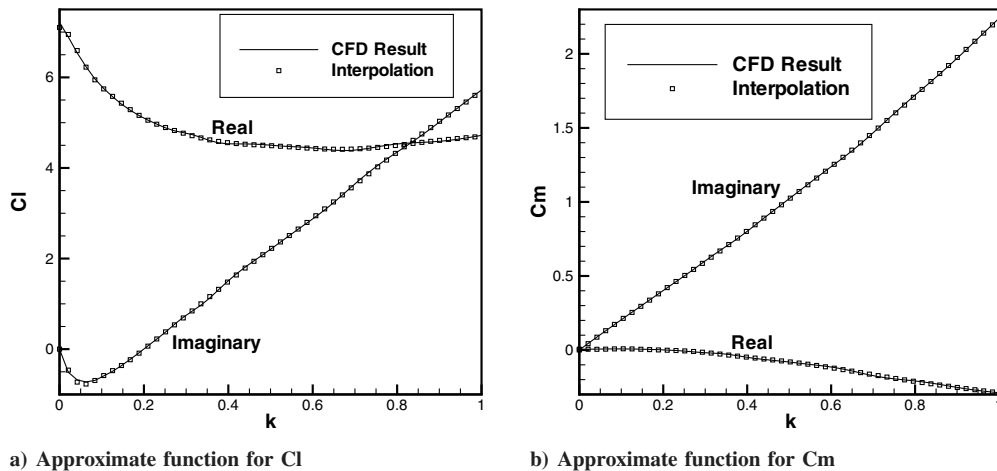 CFD Result
Interpolation
Real
Imaginary
Cl
0
2
4
6
0
0.2
0.4
0.6
0.8
1
k
a) Approximate function for Cl
CFD Result
Interpolation
Imaginary
Real
Cm
0
0.5
1
1.5
2
0
0.2
0.4
0.6
0.8
1
k
b) Approximate function for Cm